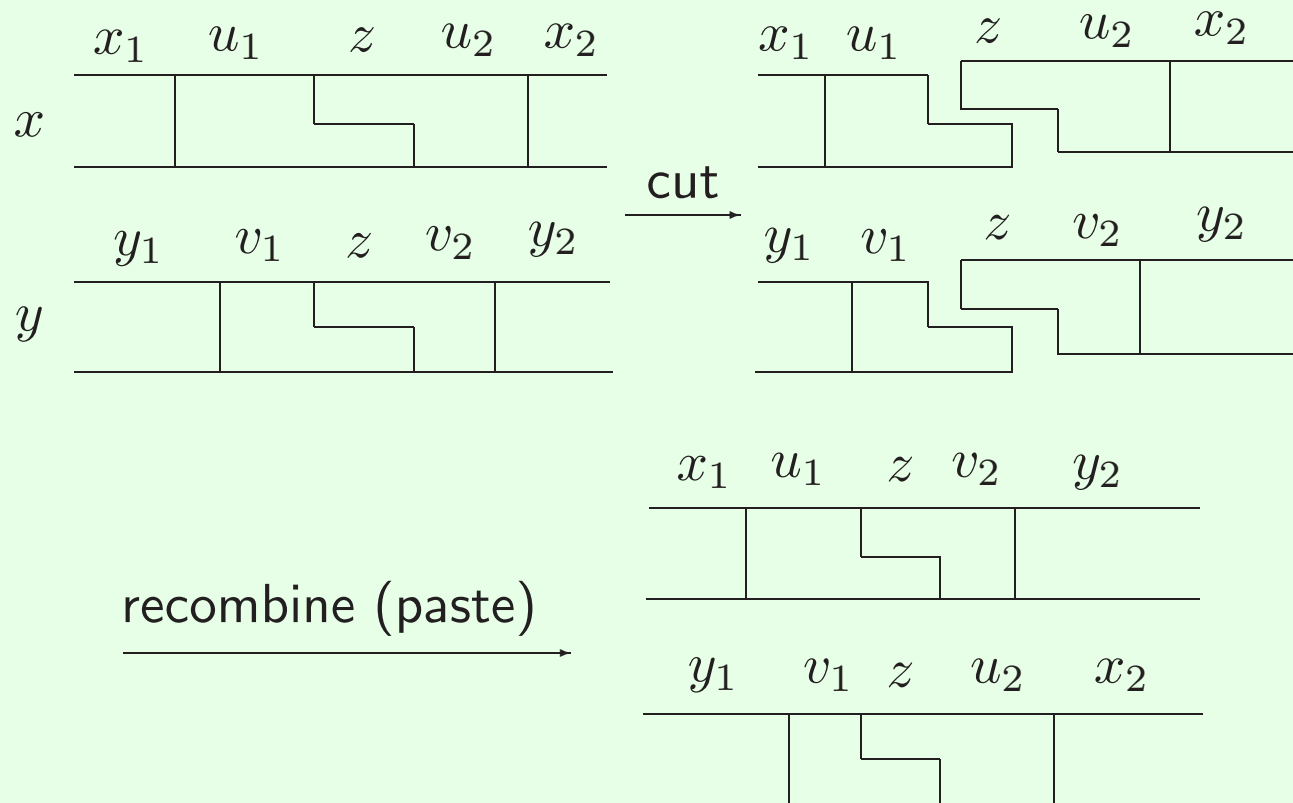 x₁ u₁ z u₂ x₂
x
y₁ v₁ z v₂ y₂
y
cut
x₁ u₁ z u₂ x₂
y₁ v₁ z v₂ y₂
recombine (paste)
x₁ u₁ z v₂ y₂
y₁ v₁ z u₂ x₂